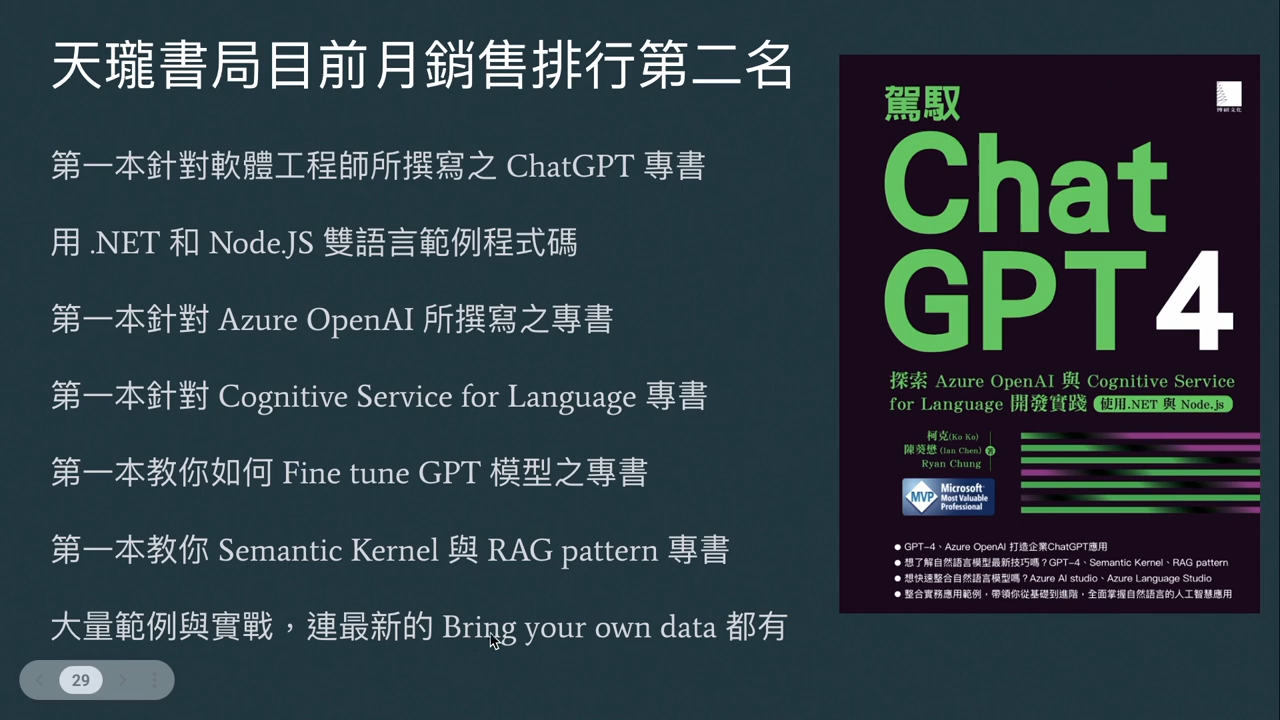 天瓏書局目前月銷售排行第二名
第一本針對軟體工程師所撰寫之 ChatGPT 專書
用 .NET 和 Node.JS 雙語言範例程式碼
第一本針對 Azure OpenAI 所撰寫之專書
第一本針對 Cognitive Service for Language 專書
第一本教你如何 Fine tune GPT 模型之專書
第一本教你 Semantic Kernel 與 RAG pattern 專書
大量範例與實戰，連最新的 Bring your own data 都有
29
駕馭
博碩文化
Chat
GPT4
探索 Azure OpenAI 與 Cognitive Service
for Language 開發實踐 使用.NET 與 Node.js
柯克(Ko Ko)
陳葵懋 (Ian Chen) 著
Ryan Chung
MVP Microsoft®
Most Valuable
Professional
● GPT-4、Azure OpenAI 打造企業ChatGPT應用
● 想了解自然語言模型最新技巧嗎？GPT-4、Semantic Kernel、RAG pattern
● 想快速整合自然語言模型嗎？Azure AI studio、Azure Language Studio
● 整合實務應用範例，帶領你從基礎到進階，全面掌握自然語言的人工智慧應用